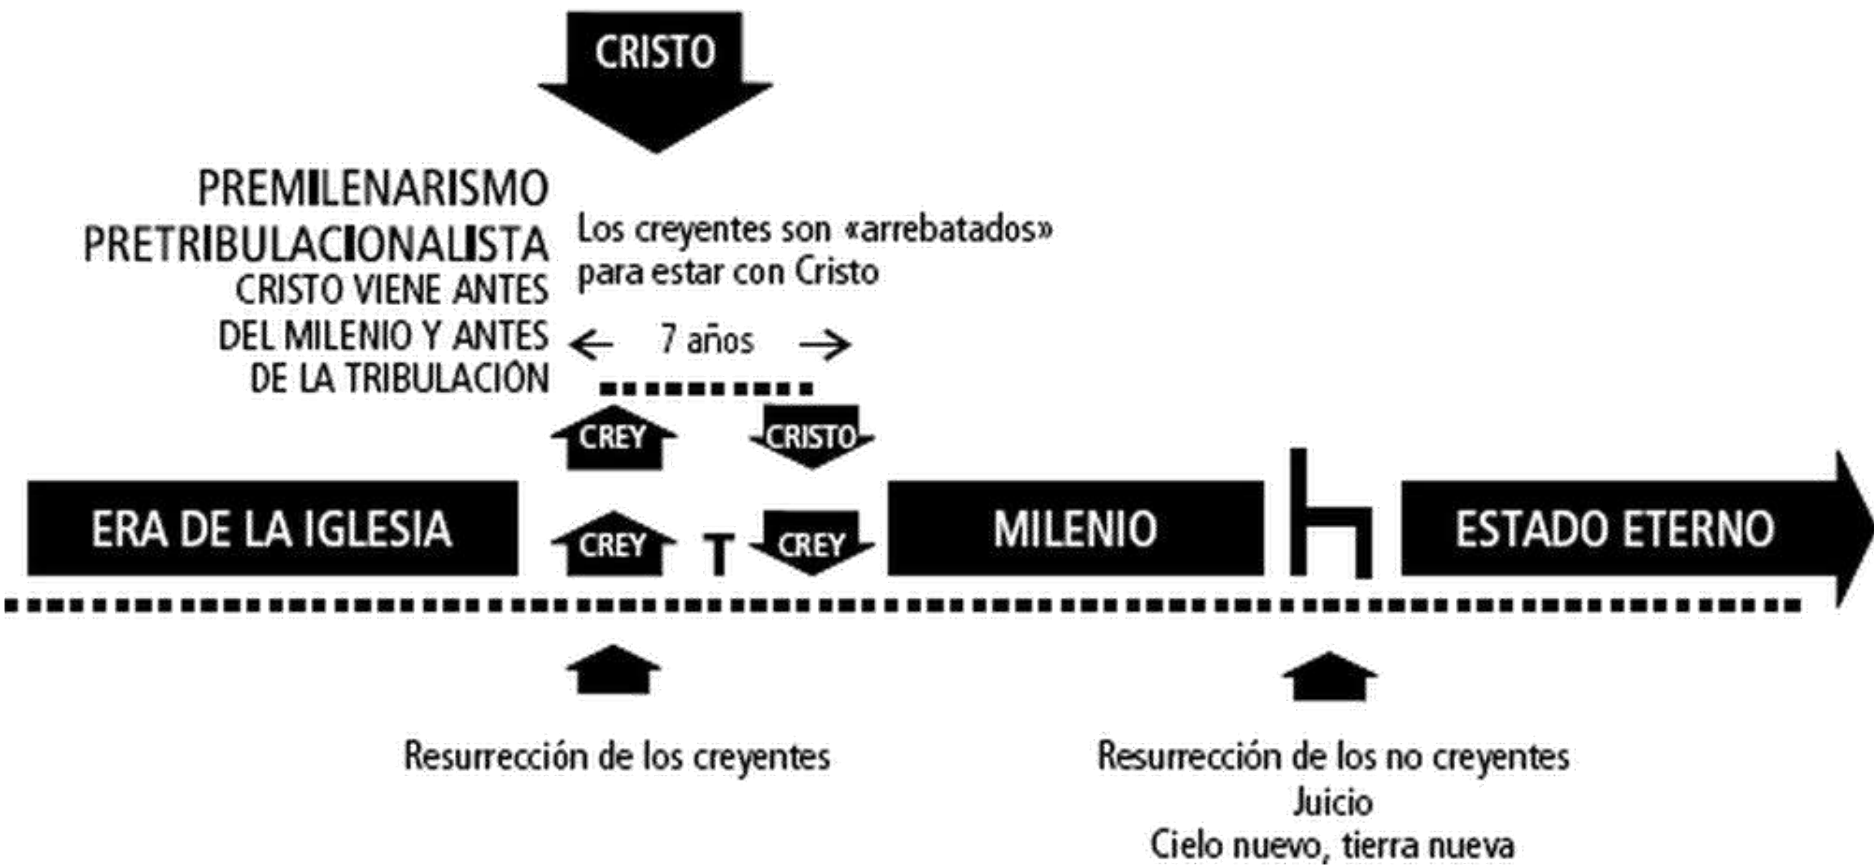 CRISTO
PREMILENARISMO
PRETRIBULACIONALISTA
CRISTO VIENE ANTES
DEL MILENIO Y ANTES
DE LA TRIBULACIÓN
Los creyentes son «arrebatados»
para estar con Cristo
7 años
CREY
CRISTO
ERA DE LA IGLESIA
CREY
T
CREY
MILENIO
ESTADO ETERNO
Resurrección de los creyentes
Resurrección de los no creyentes
Juicio
Cielo nuevo, tierra nueva